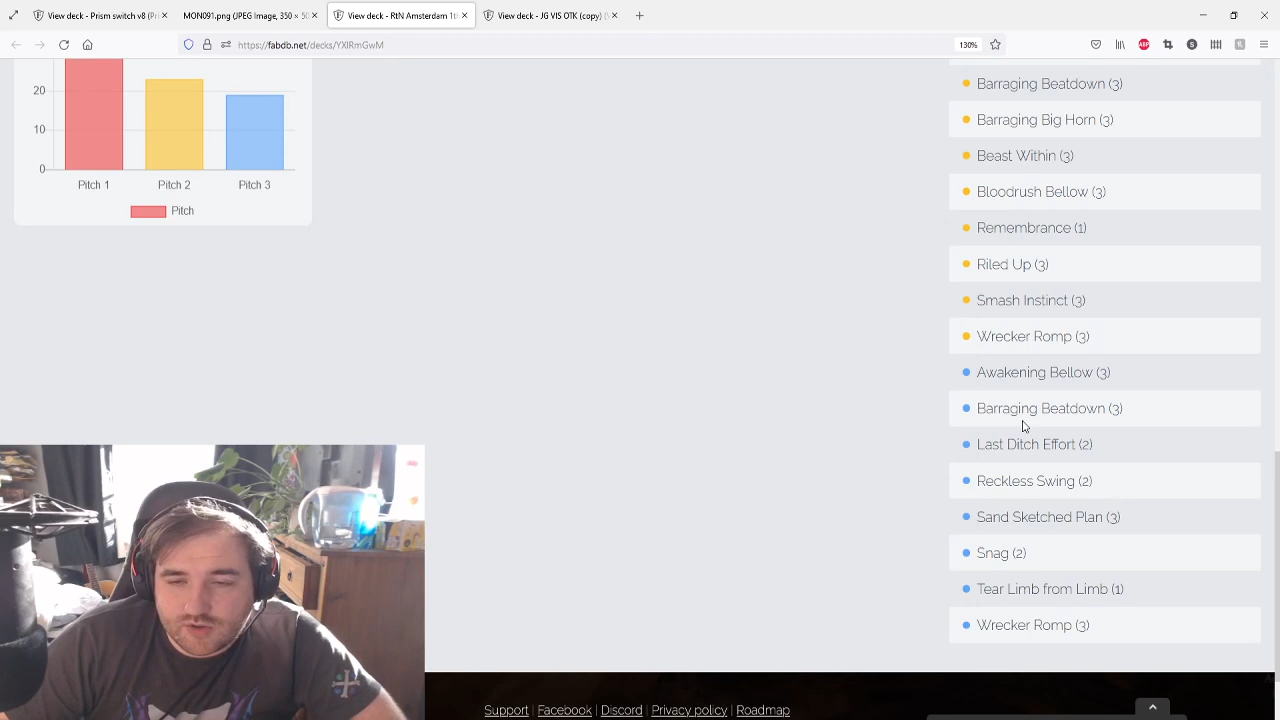 View deck - Prism switch v8 (Pri
MON091.png (JPEG Image, 350 × 50
View deck - RtN Amsterdam 1th
View deck - JG VIS OTK (copy) (V
https://fabdb.net/decks/YXlRmGwM
130%
20
10
0
Pitch 1 Pitch 2 Pitch 3
Pitch
Barraging Beatdown (3)
Barraging Big Horn (3)
Beast Within (3)
Bloodrush Bellow (3)
Remembrance (1)
Riled Up (3)
Smash Instinct (3)
Wrecker Romp (3)
Awakening Bellow (3)
Barraging Beatdown (3)
Last Ditch Effort (2)
Reckless Swing (2)
Sand Sketched Plan (3)
Snag (2)
Tear Limb from Limb (1)
Wrecker Romp (3)
Support | Facebook | Discord | Privacy policy | Roadmap